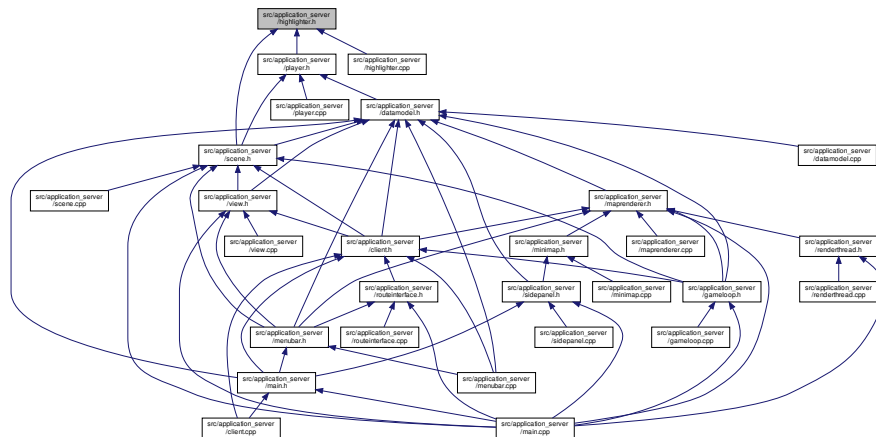 src/application_server
/highlighter.h
src/application_server
/player.h
src/application_server
/highlighter.cpp
src/application_server
/player.cpp
src/application_server
/datamodel.h
src/application_server
/scene.h
src/application_server
/datamodel.cpp
src/application_server
/scene.cpp
src/application_server
/view.h
src/application_server
/maprenderer.h
src/application_server
/view.cpp
src/application_server
/client.h
src/application_server
/minimap.h
src/application_server
/maprenderer.cpp
src/application_server
/renderthread.h
src/application_server
/routeinterface.h
src/application_server
/sidepanel.h
src/application_server
/minimap.cpp
src/application_server
/gameloop.h
src/application_server
/renderthread.cpp
src/application_server
/menubar.h
src/application_server
/routeinterface.cpp
src/application_server
/sidepanel.cpp
src/application_server
/gameloop.cpp
src/application_server
/main.h
src/application_server
/menubar.cpp
src/application_server
/client.cpp
src/application_server
/main.cpp